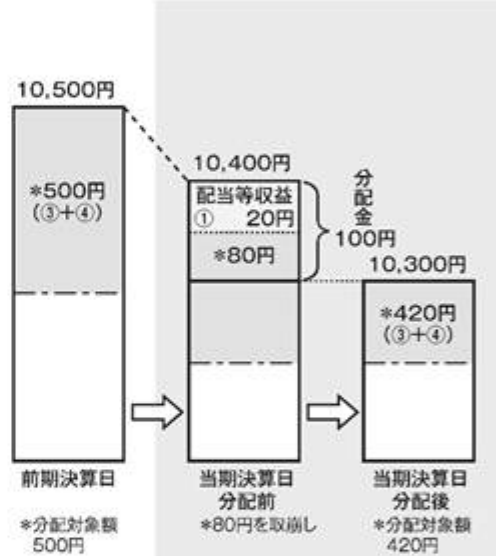 10,500円
*500円
(③+④)
前期決算日
*分配対象額
500円
10,400円
配当等収益
① 20円
*80円
分配金
100円
当期決算日
分配前
*80円を取崩し
10,300円
*420円
(③+④)
当期決算日
分配後
*分配対象額
420円